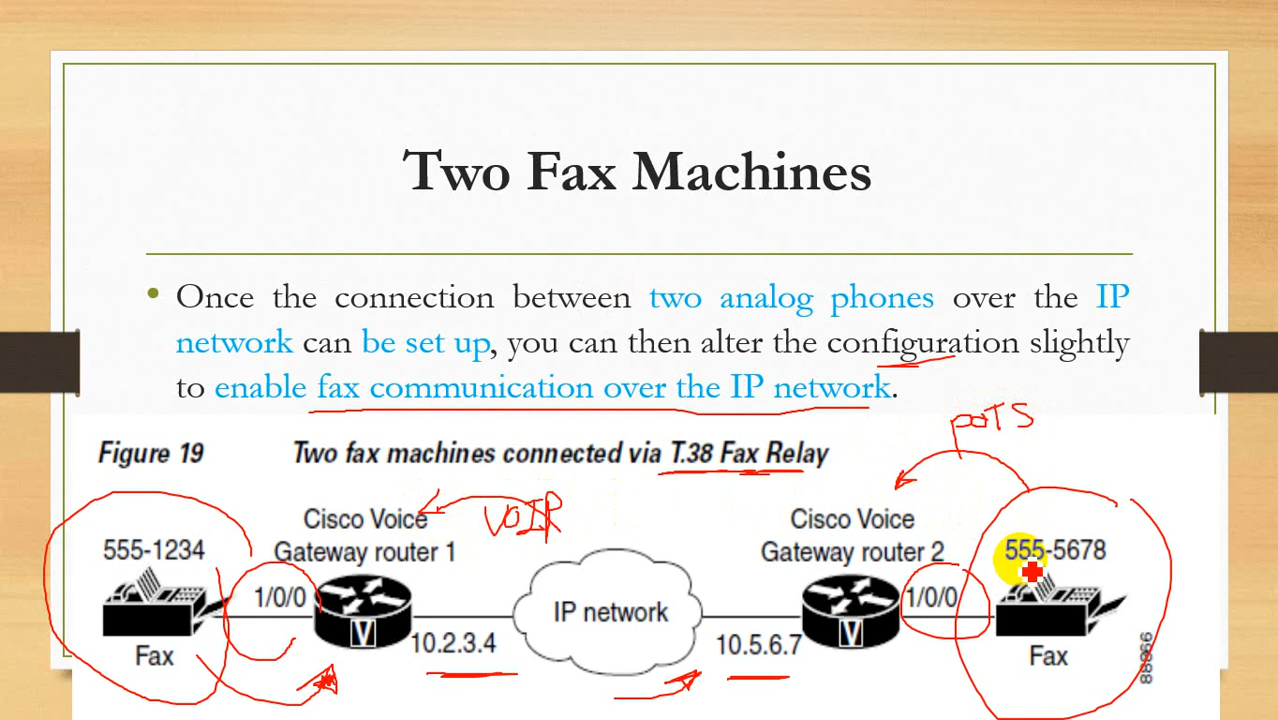 Two Fax Machines
• Once the connection between two analog phones over the IP
network can be set up, you can then alter the configuration slightly
to enable fax communication over the IP network.
poTS
Figure 19 Two fax machines connected via T.38 Fax Relay
VOIP
Cisco Voice
Gateway router 1
Cisco Voice
Gateway router 2
555-1234
555-5678
1/0/0
V
10.2.3.4
IP network
10.5.6.7
V
1/0/0
Fax
Fax
88998